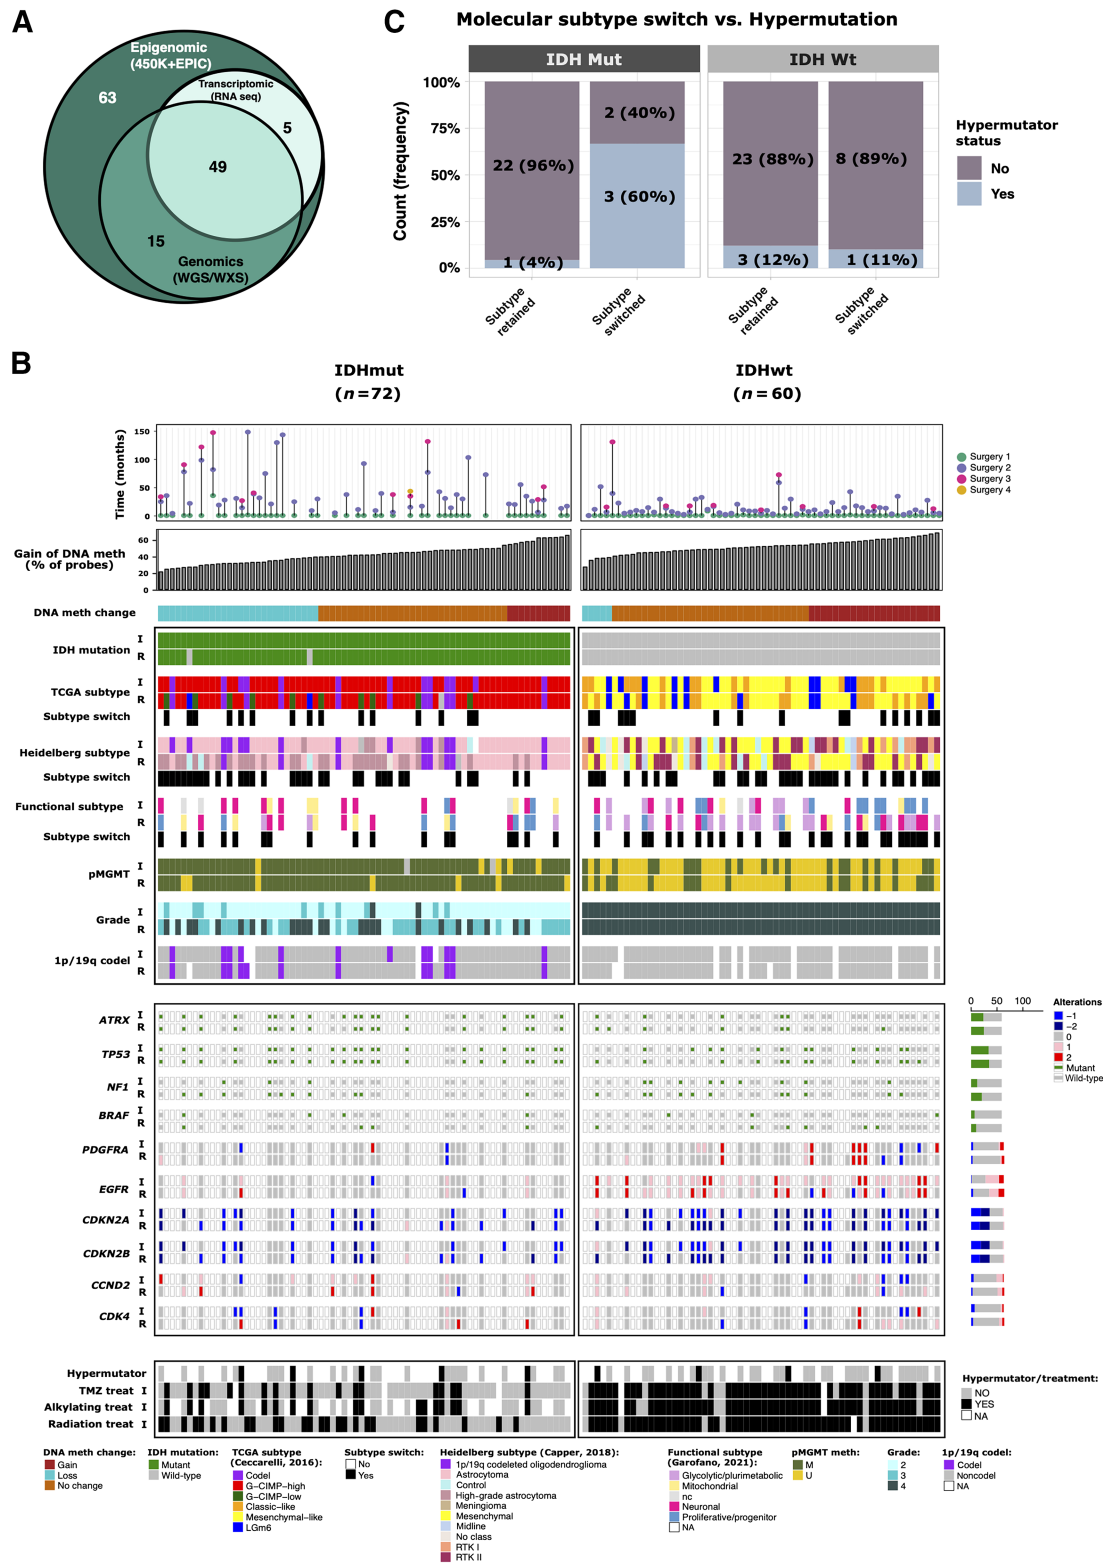 A
Epigenomic
(450K+EPIC)
63
Transcriptomic
(RNA seq)
5
49
15
Genomics
(WGS/WXS)
C
Molecular subtype switch vs. Hypermutation
IDH Mut
IDH Wt
Count (frequency)
100%
75%
50%
25%
0%
22 (96%)
1 (4%)
2 (40%)
3 (60%)
23 (88%)
3 (12%)
8 (89%)
1 (11%)
Subtype
retained
Subtype
switched
Subtype
retained
Subtype
switched
Hypermutator
status
No
Yes
B
IDHmut
(n=72)
IDHwt
(n=60)
Time (months)
150
100
50
0
Surgery 1
Surgery 2
Surgery 3
Surgery 4
Gain of DNA meth
(% of probes)
60
40
20
0
DNA meth change
IDH mutation I
R
TCGA subtype I
R
Subtype switch
Heidelberg subtype I
R
Subtype switch
Functional subtype I
R
Subtype switch
pMGMT I
R
Grade I
R
1p/19q codel I
R
ATRX I
R
TP53 I
R
NF1 I
R
BRAF I
R
PDGFRA I
R
EGFR I
R
CDKN2A I
R
CDKN2B I
R
CCND2 I
R
CDK4 I
R
0 50 100
Alterations
−1
−2
0
1
2
Mutant
Wild-type
Hypermutator
TMZ treat I
Alkylating treat I
Radiation treat I
Hypermutator/treatment:
NO
YES
NA
DNA meth change:
Gain
Loss
No change
IDH mutation:
Mutant
Wild-type
TCGA subtype
(Ceccarelli, 2016):
Codel
G−CIMP−high
G−CIMP−low
Classic−like
Mesenchymal−like
LGm6
Subtype switch:
No
Yes
Heidelberg subtype (Capper, 2018):
1p/19q codeleted oligodendroglioma
Astrocytoma
Control
High-grade astrocytoma
Meningioma
Mesenchymal
Midline
No class
RTK I
RTK II
Functional subtype
(Garofano, 2021):
Glycolytic/plurimetabolic
Mitochondrial
nc
Neuronal
Proliferative/progenitor
NA
pMGMT meth:
M
U
Grade:
2
3
4
1p/19q codel:
Codel
Noncodel
NA